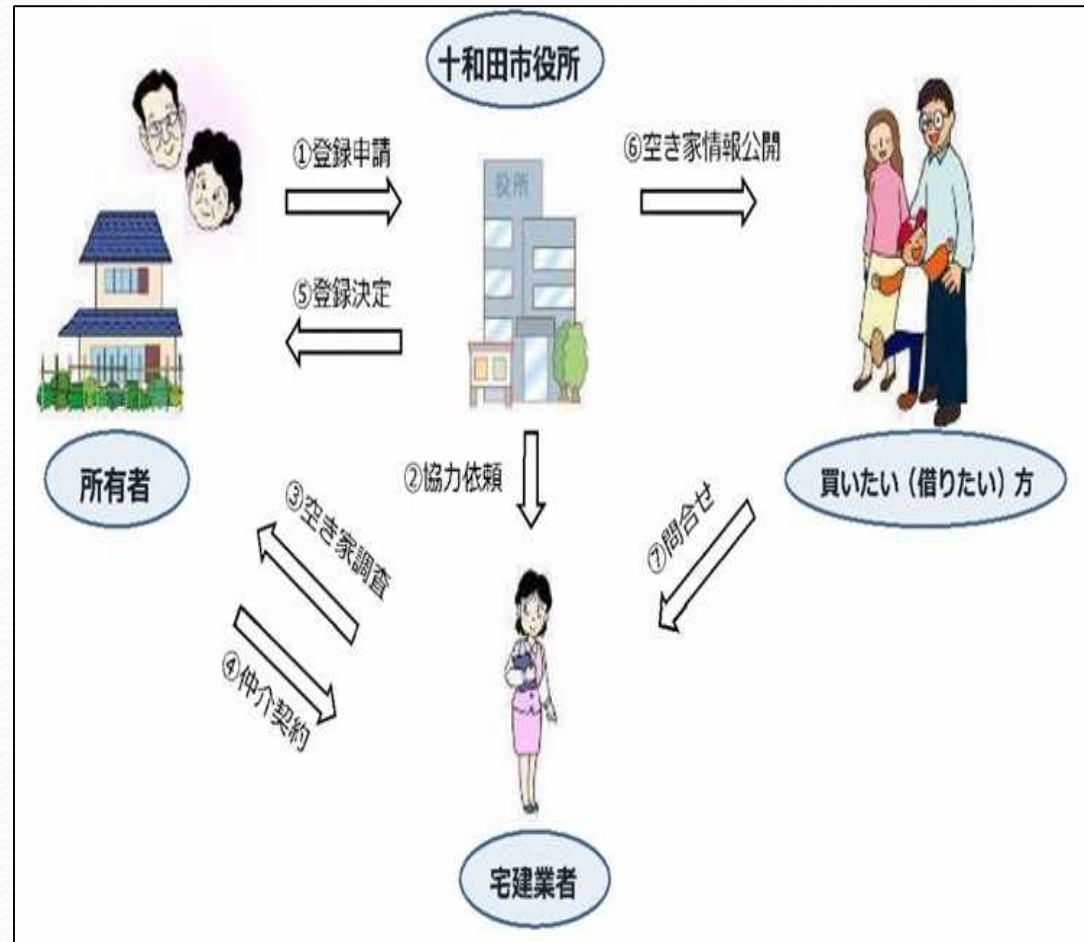 十和田市役所
①登録申請
⑥空き家情報公開
役所
⑤登録決定
所有者
②協力依頼
買いたい（借りたい）方
③空き家調査
⑦問合せ
④仲介契約
宅建業者